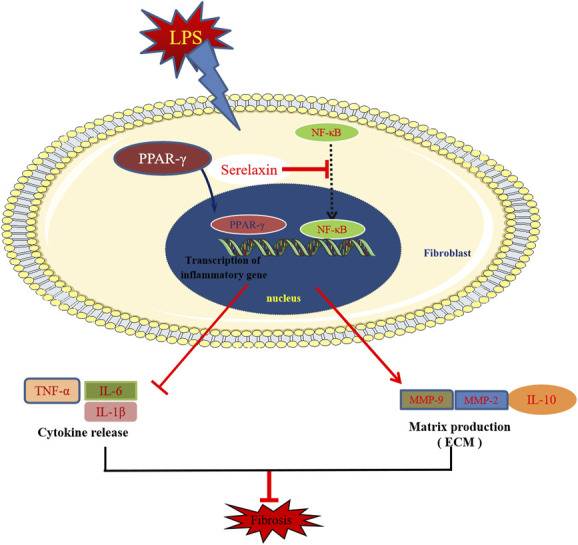 LPS
NF-κB
PPAR-γ
Serelaxin
PPAR-γ
NF-κB
Fibroblast
Transcription of
inflammatory gene
nucleus
TNF-α
IL-6
IL-1β
Cytokine release
MMP-9
MMP-2
IL-10
Matrix production
( ECM )
Fibrosis